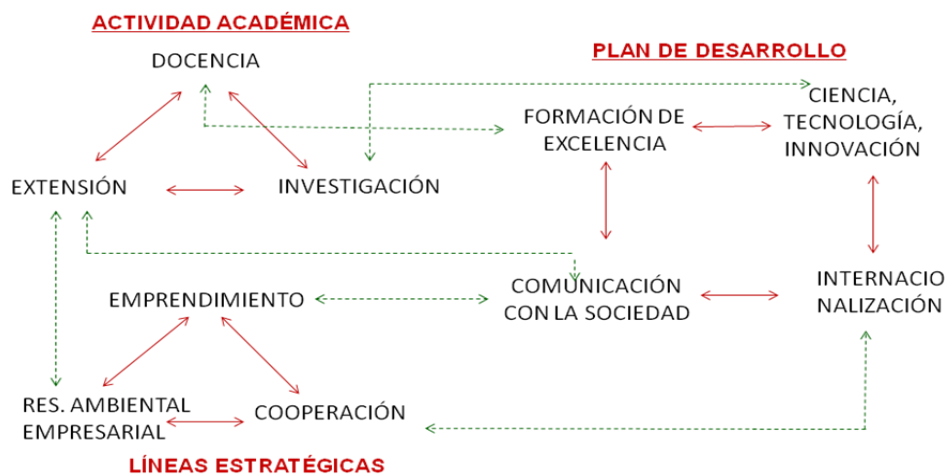 ACTIVIDAD ACADÉMICA
DOCENCIA
EXTENSIÓN
INVESTIGACIÓN
PLAN DE DESARROLLO
FORMACIÓN DE
EXCELENCIA
CIENCIA,
TECNOLOGÍA,
INNOVACIÓN
COMUNICACIÓN
CON LA SOCIEDAD
INTERNACIO
NALIZACIÓN
EMPRENDIMIENTO
RES. AMBIENTAL
EMPRESARIAL
COOPERACIÓN
LÍNEAS ESTRATÉGICAS